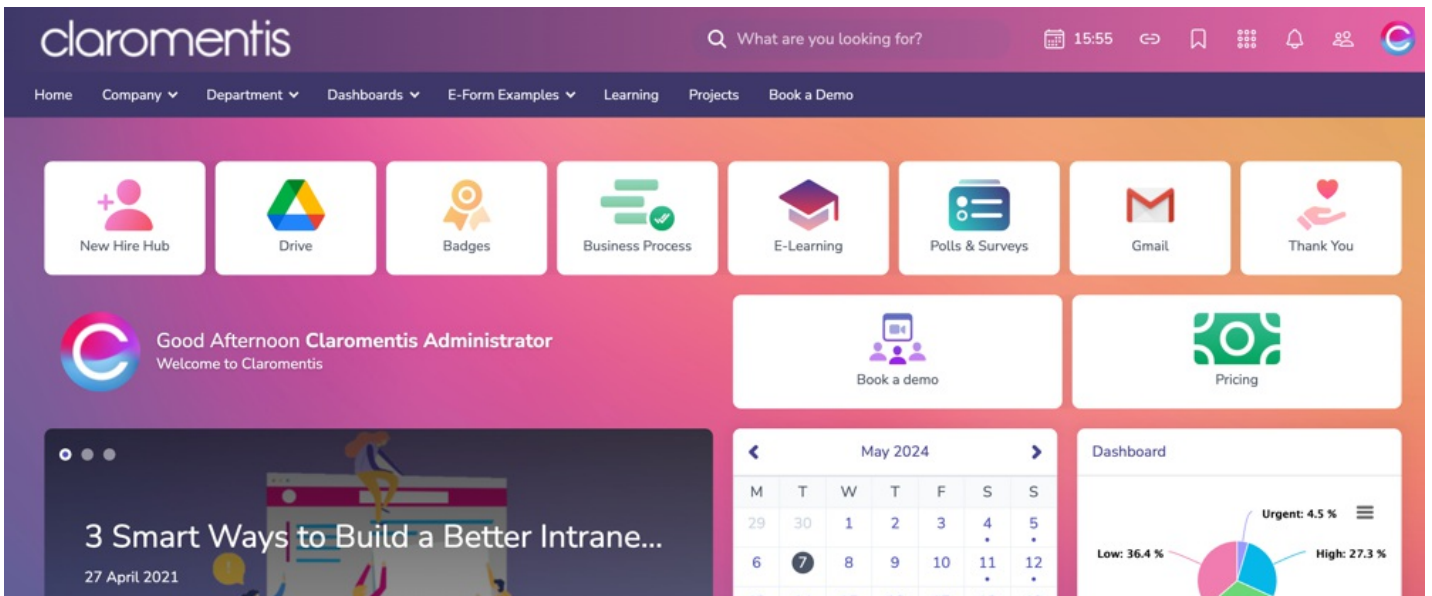 claromentis
What are you looking for?
15:55
Home Company Department Dashboards E-Form Examples Learning Projects Book a Demo
New Hire Hub
Drive
Badges
Business Process
E-Learning
Polls & Surveys
Gmail
Thank You
Good Afternoon Claromentis Administrator
Welcome to Claromentis
Book a demo
Pricing
3 Smart Ways to Build a Better Intrane...
27 April 2021
May 2024
M T W T F S S
29 30 1 2 3 4 5
6 7 8 9 10 11 12
Dashboard
Urgent: 4.5 %
Low: 36.4 %
High: 27.3 %